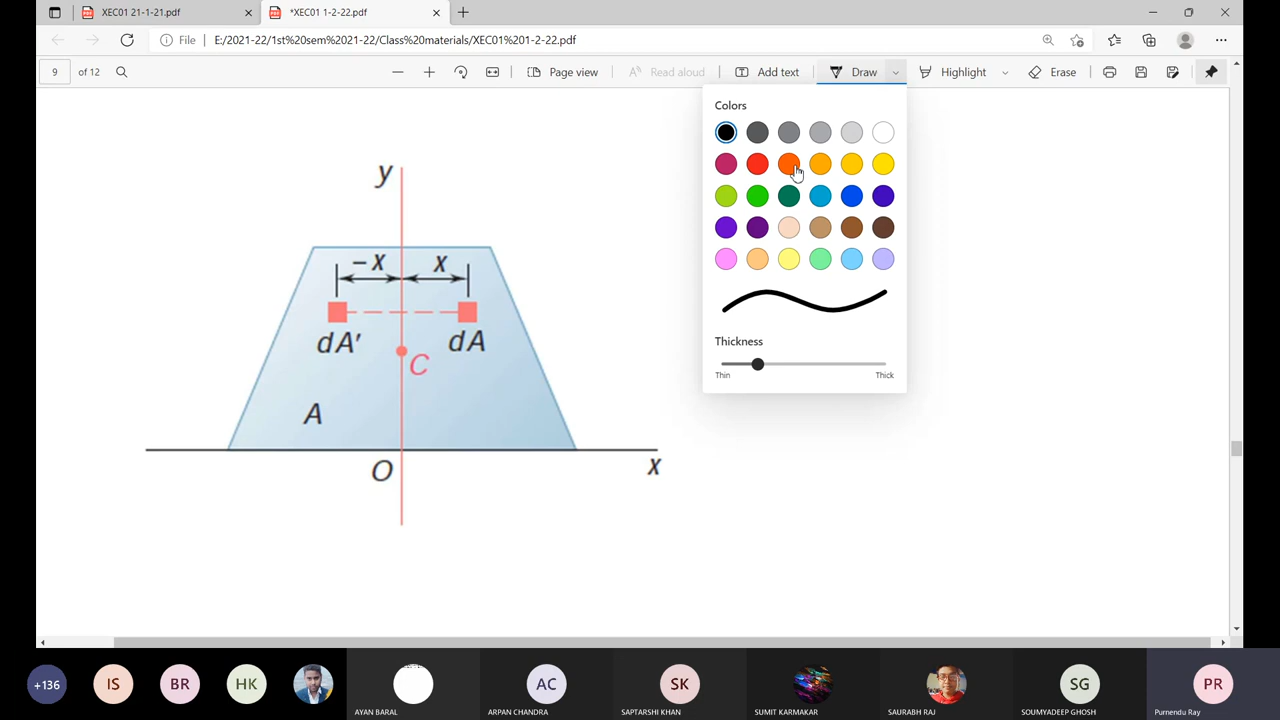 XEC01 21-1-21.pdf
*XEC01 1-2-22.pdf
File
E:/2021-22/1st%20sem%2021-22/Class%20materials/XEC01%201-2-22.pdf
9 of 12
Page view
Read aloud
Add text
Draw
Highlight
Erase
Colors
Thickness
Thin Thick
y
-x x
dA' dA
C
A
O
x
+136
IS
BR
HK
AYAN BARAL
AC
ARPAN CHANDRA
SK
SAPTARSHI KHAN
SUMIT KARMAKAR
SAURABH RAJ
SG
SOUMYADEEP GHOSH
PR
Purnendu Ray